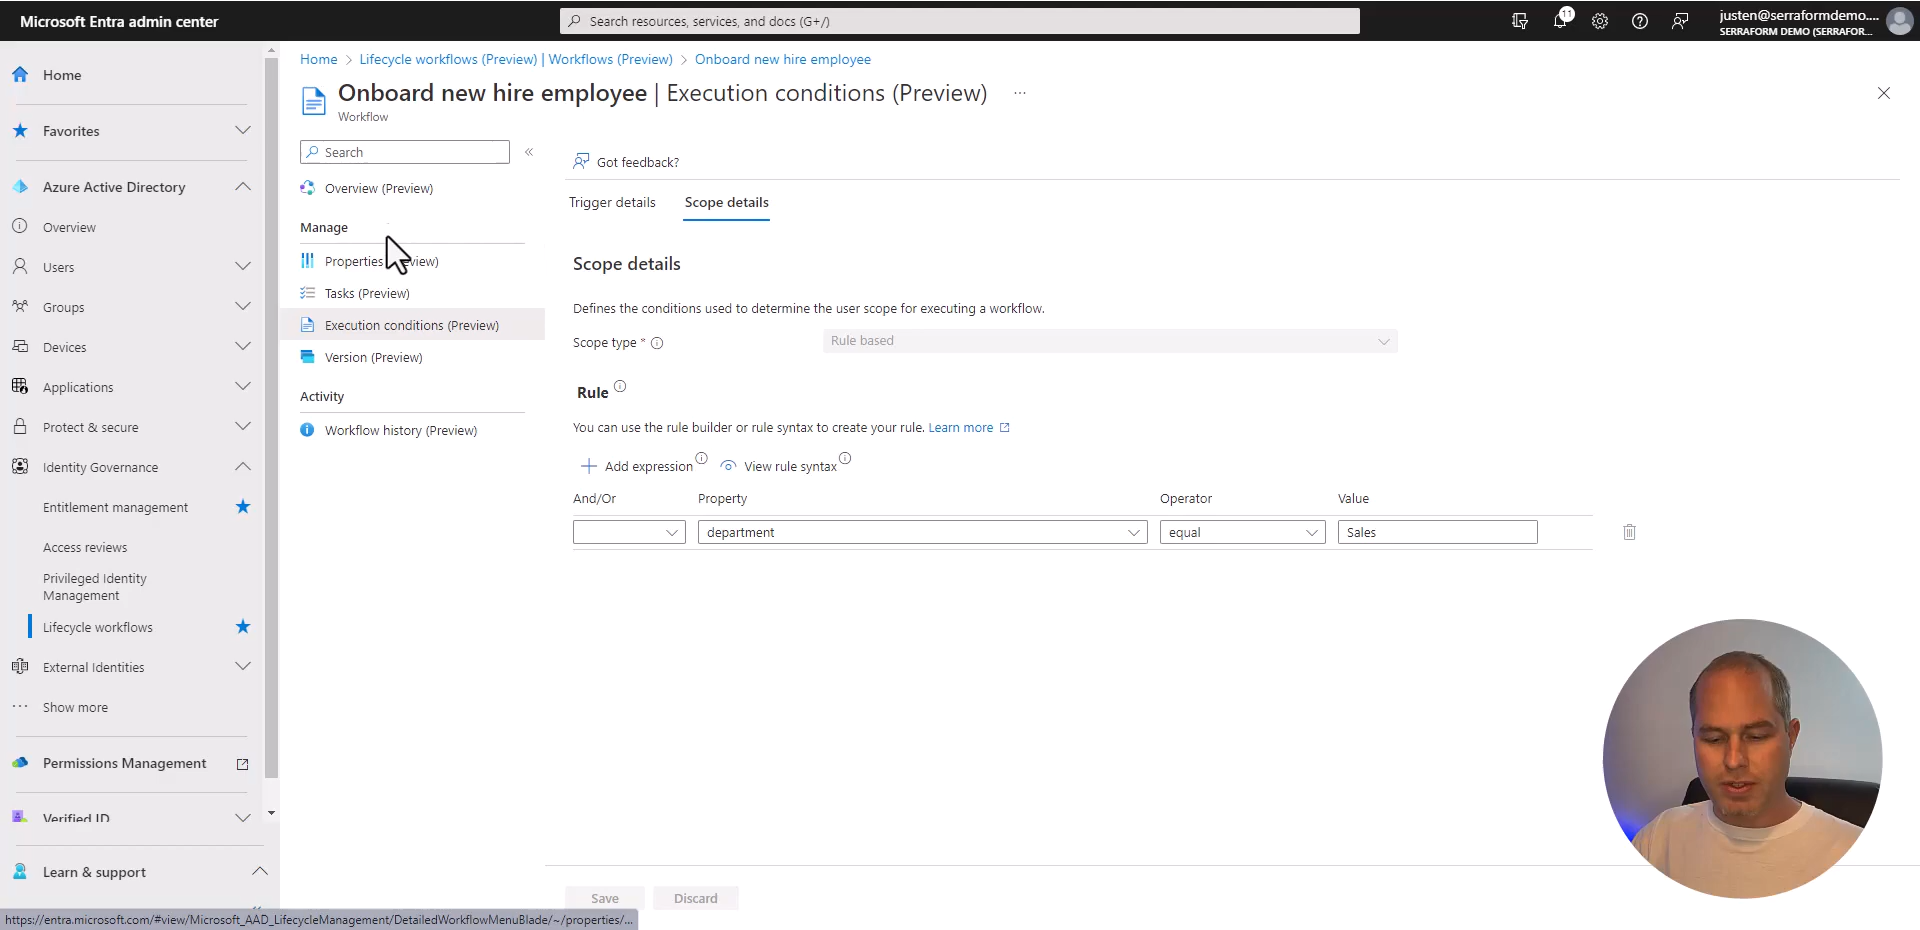 Microsoft Entra admin center
Search resources, services, and docs (G+/)
11
justen@serraformdemo....
SERRAFORM DEMO (SERRAFOR...
Home
Favorites
Azure Active Directory
Overview
Users
Groups
Devices
Applications
Protect & secure
Identity Governance
Entitlement management
Access reviews
Privileged Identity
Management
Lifecycle workflows
External Identities
Show more
Permissions Management
Verified ID
Learn & support
Home > Lifecycle workflows (Preview) | Workflows (Preview) > Onboard new hire employee
Onboard new hire employee | Execution conditions (Preview) ...
Workflow
Search
Overview (Preview)
Manage
Properties view)
Tasks (Preview)
Execution conditions (Preview)
Version (Preview)
Activity
Workflow history (Preview)
Got feedback?
Trigger details Scope details
Scope details
Defines the conditions used to determine the user scope for executing a workflow.
Scope type * Rule based
Rule
You can use the rule builder or rule syntax to create your rule. Learn more
Add expression View rule syntax
And/Or Property Operator Value
department equal Sales
Save Discard
https://entra.microsoft.com/#view/Microsoft_AAD_LifecycleManagement/DetailedWorkflowMenuBlade/~/properties/...